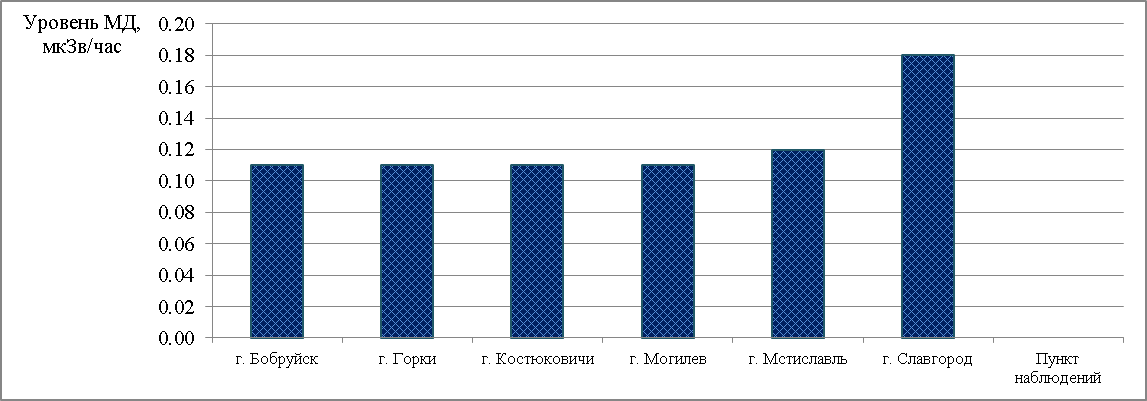 Уровень МД,
мкЗв/час
0.20
0.18
0.16
0.14
0.12
0.10
0.08
0.06
0.04
0.02
0.00
г. Бобруйск
г. Горки
г. Костюковичи
г. Могилев
г. Мстиславль
г. Славгород
Пункт
наблюдений